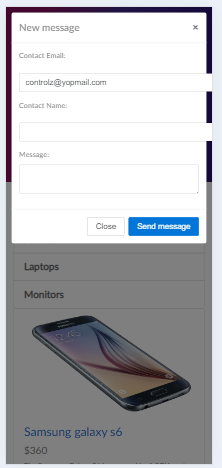 New message
×
Contact Email:
controlz@yopmail.com
Contact Name:
Message:
Close
Send message
Laptops
Monitors
Samsung galaxy s6
$360